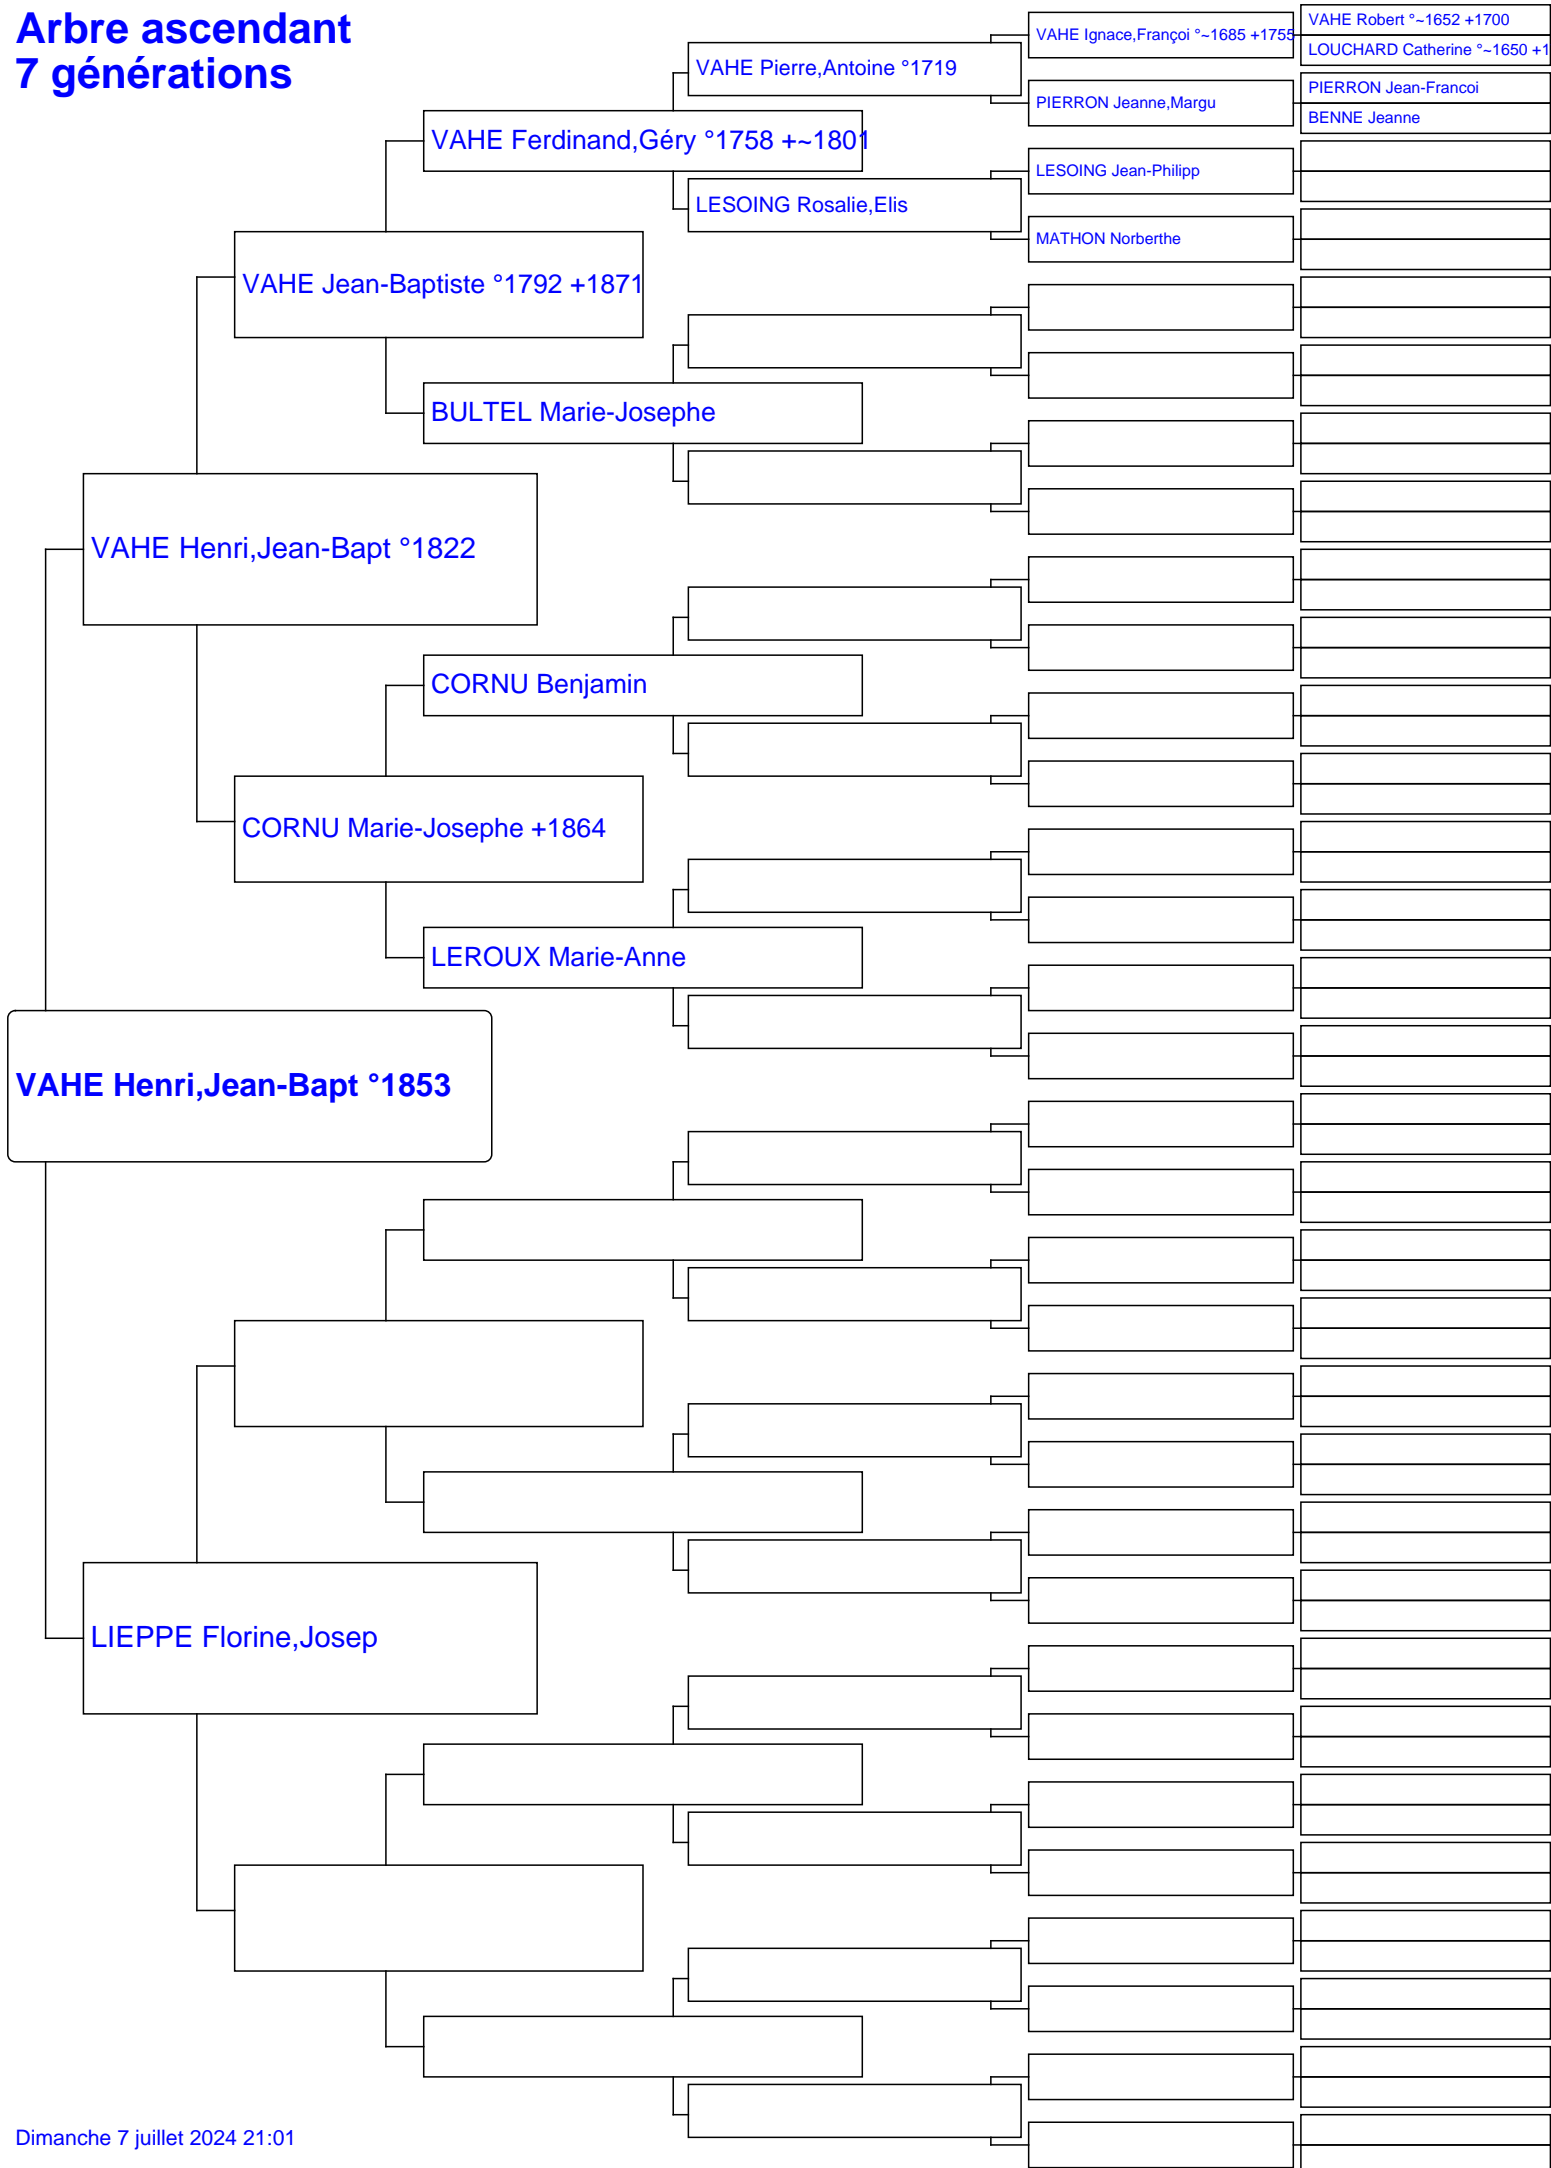 Arbre ascendant
7 générations
VAHE Ignace,Françoi °~1685 +1755
VAHE Robert °~1652 +1700
LOUCHARD Catherine °~1650 +1
VAHE Pierre,Antoine °1719
PIERRON Jeanne,Margu
PIERRON Jean-Francoi
BENNE Jeanne
VAHE Ferdinand,Géry °1758 +~1801
LESOING Jean-Philipp
LESOING Rosalie,Elis
MATHON Norberthe
VAHE Jean-Baptiste °1792 +1871
BULTEL Marie-Josephe
VAHE Henri,Jean-Bapt °1822
CORNU Benjamin
CORNU Marie-Josephe +1864
LEROUX Marie-Anne
VAHE Henri,Jean-Bapt °1853
LIEPPE Florine,Josep
Dimanche 7 juillet 2024 21:01